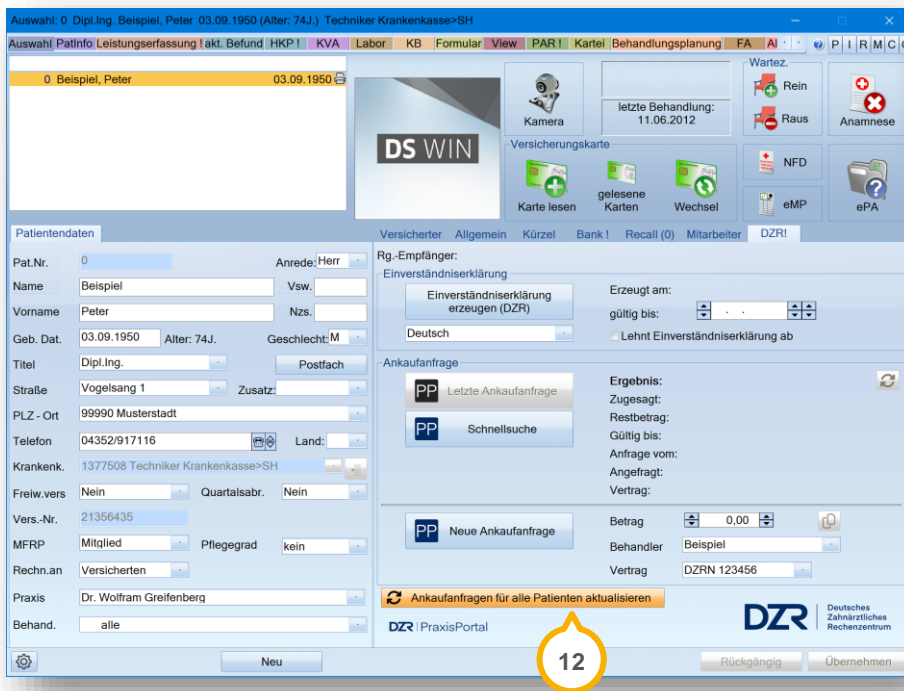 Auswahl: 0 Dipl.Ing. Beispiel, Peter 03.09.1950 (Alter: 74J.) Techniker Krankenkasse>SH
Auswahl PatInfo Leistungserfassung ! akt. Befund HKP ! KVA Labor KB Formular View PAR ! Kartei Behandlungsplanung FA P I R M C
0 Beispiel, Peter 03.09.1950
DS WIN
Kamera
letzte Behandlung:
11.06.2012
Wartez.
Rein
Raus
Anamnese
Versicherungskarte
Karte lesen
gelesene
Karten
Wechsel
NFD
eMP
ePA
Patientendaten
Pat.Nr. 0 Anrede: Herr
Name Beispiel Vsw.
Vorname Peter Nzs.
Geb. Dat. 03.09.1950 Alter: 74J. Geschlecht: M
Titel Dipl.Ing. Postfach
Straße Vogelsang 1 Zusatz:
PLZ - Ort 99990 Musterstadt
Telefon 04352/917116 Land:
Krankenk. 1377508 Techniker Krankenkasse>SH
Freiw.vers Nein Quartalsabr. Nein
Vers.-Nr. 21356435
MFRP Mitglied Pflegegrad kein
Rechn.an Versicherten
Praxis Dr. Wolfram Greifenberg
Behand. alle
Neu
Versicherter Allgemein Kürzel Bank ! Recall (0) Mitarbeiter DZR!
Rg.-Empfänger:
Einverständniserklärung
Einverständniserklärung
erzeugen (DZR)
Deutsch
Erzeugt am:
gültig bis: . .
Lehnt Einverständniserklärung ab
Ankaufanfrage
PP Letzte Ankaufanfrage
PP Schnellsuche
Ergebnis:
Zugesagt:
Restbetrag:
Gültig bis:
Anfrage vom:
Angefragt:
Vertrag:
PP Neue Ankaufanfrage
Betrag 0,00
Behandler Beispiel
Vertrag DZRN 123456
Ankaufanfragen für alle Patienten aktualisieren
DZR | PraxisPortal
12
DZR
Deutsches
Zahnärztliches
Rechenzentrum
Rückgängig Übernehmen